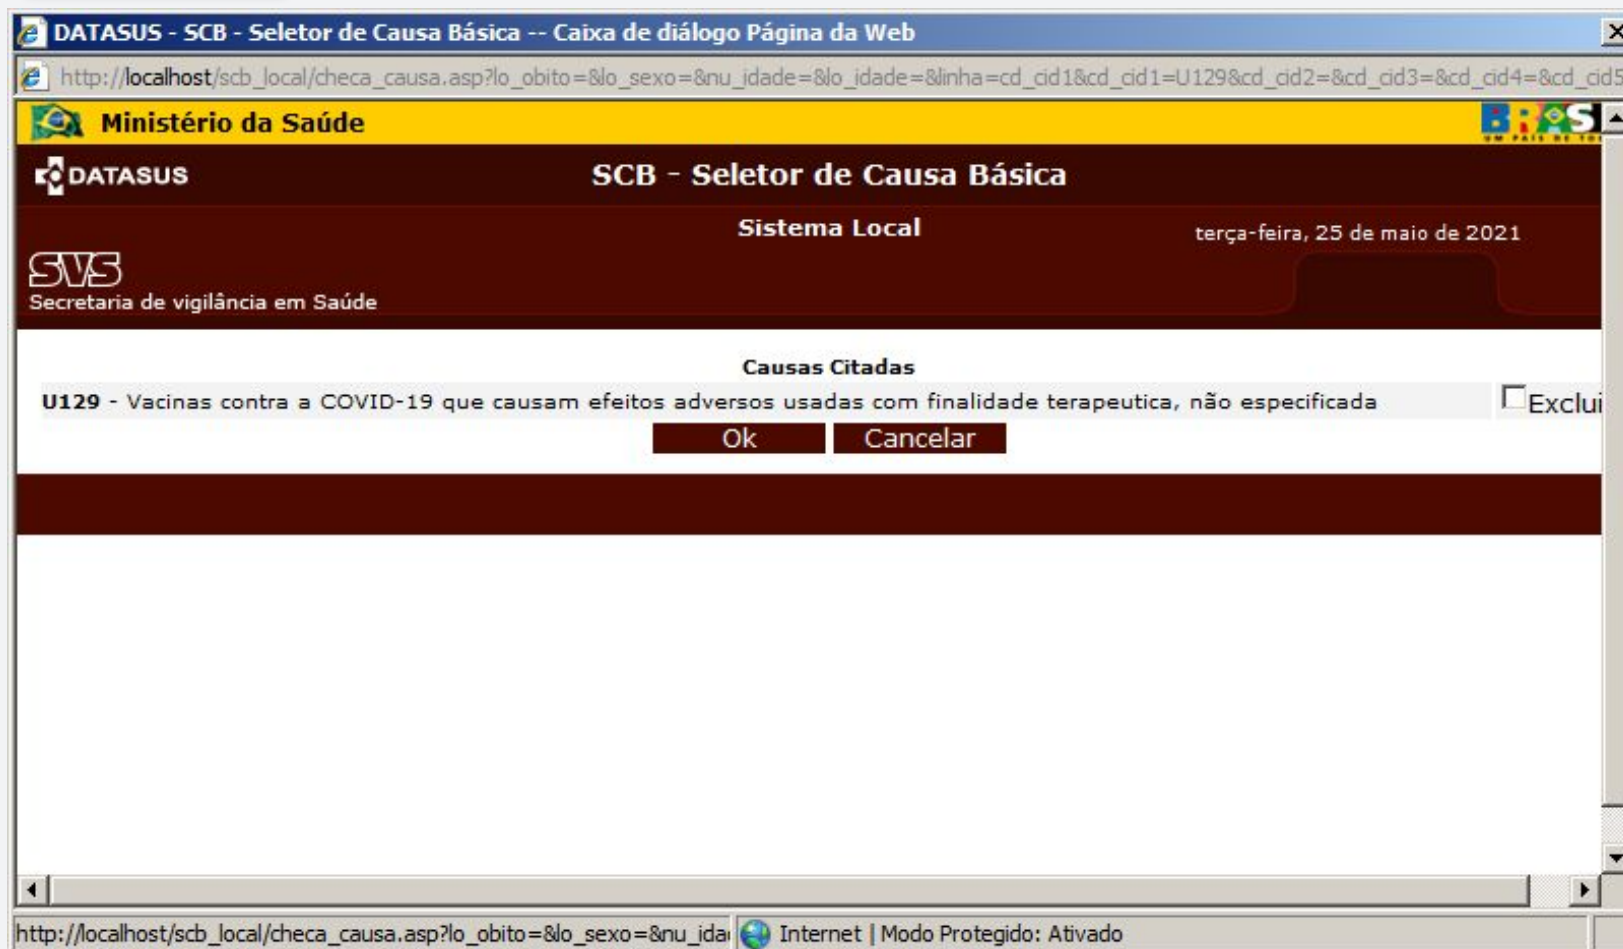 DATASUS - SCB - Seletor de Causa Básica -- Caixa de diálogo Página da Web
http://localhost/scb_local/checa_causa.asp?lo_obito=&lo_sexo=&nu_idade=&lo_idade=&linha=cd_cid1&cd_cid1=U129&cd_cid2=&cd_cid3=&cd_cid4=&cd_cid5
Ministério da Saúde
BRAS
DATASUS
SCB - Seletor de Causa Básica
Sistema Local
terça-feira, 25 de maio de 2021
SVS
Secretaria de vigilância em Saúde
Causas Citadas
U129 - Vacinas contra a COVID-19 que causam efeitos adversos usadas com finalidade terapeutica, não especificada
Exclui
Ok Cancelar
http://localhost/scb_local/checa_causa.asp?lo_obito=&lo_sexo=&nu_ida
Internet | Modo Protegido: Ativado